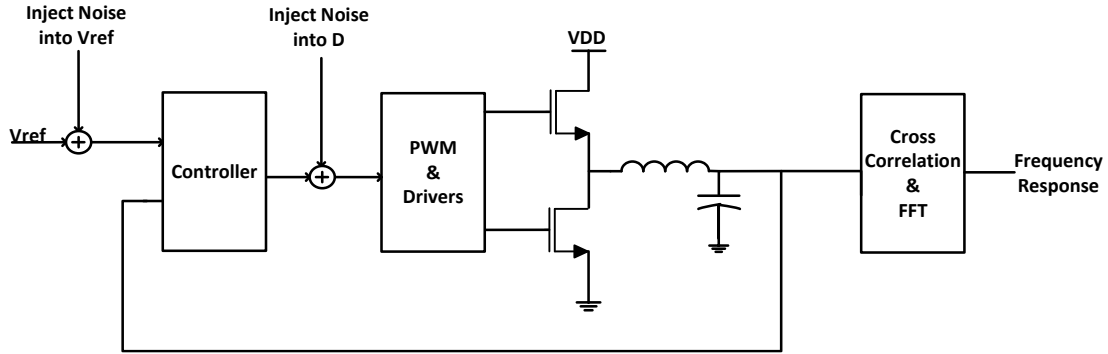 Inject Noise
into Vref
Inject Noise
into D
VDD
Vref
Controller
PWM
&
Drivers
Cross
Correlation
&
FFT
Frequency
Response